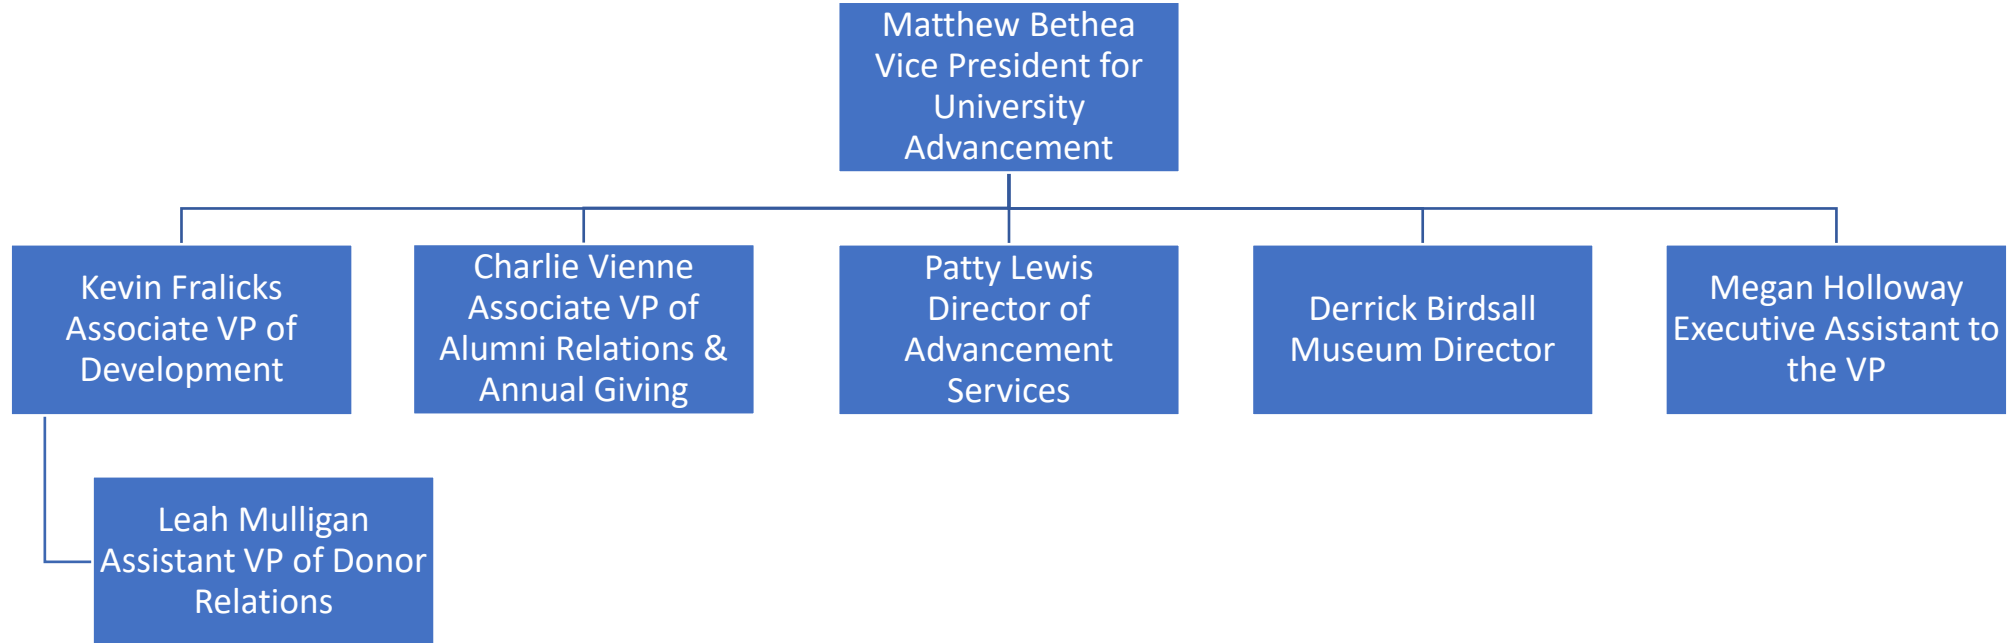 Matthew Bethea
Vice President for
University
Advancement
Kevin Fralicks
Associate VP of
Development
Charlie Vienne
Associate VP of
Alumni Relations &
Annual Giving
Patty Lewis
Director of
Advancement
Services
Derrick Birdsall
Museum Director
Megan Holloway
Executive Assistant to
the VP
Leah Mulligan
Assistant VP of Donor
Relations